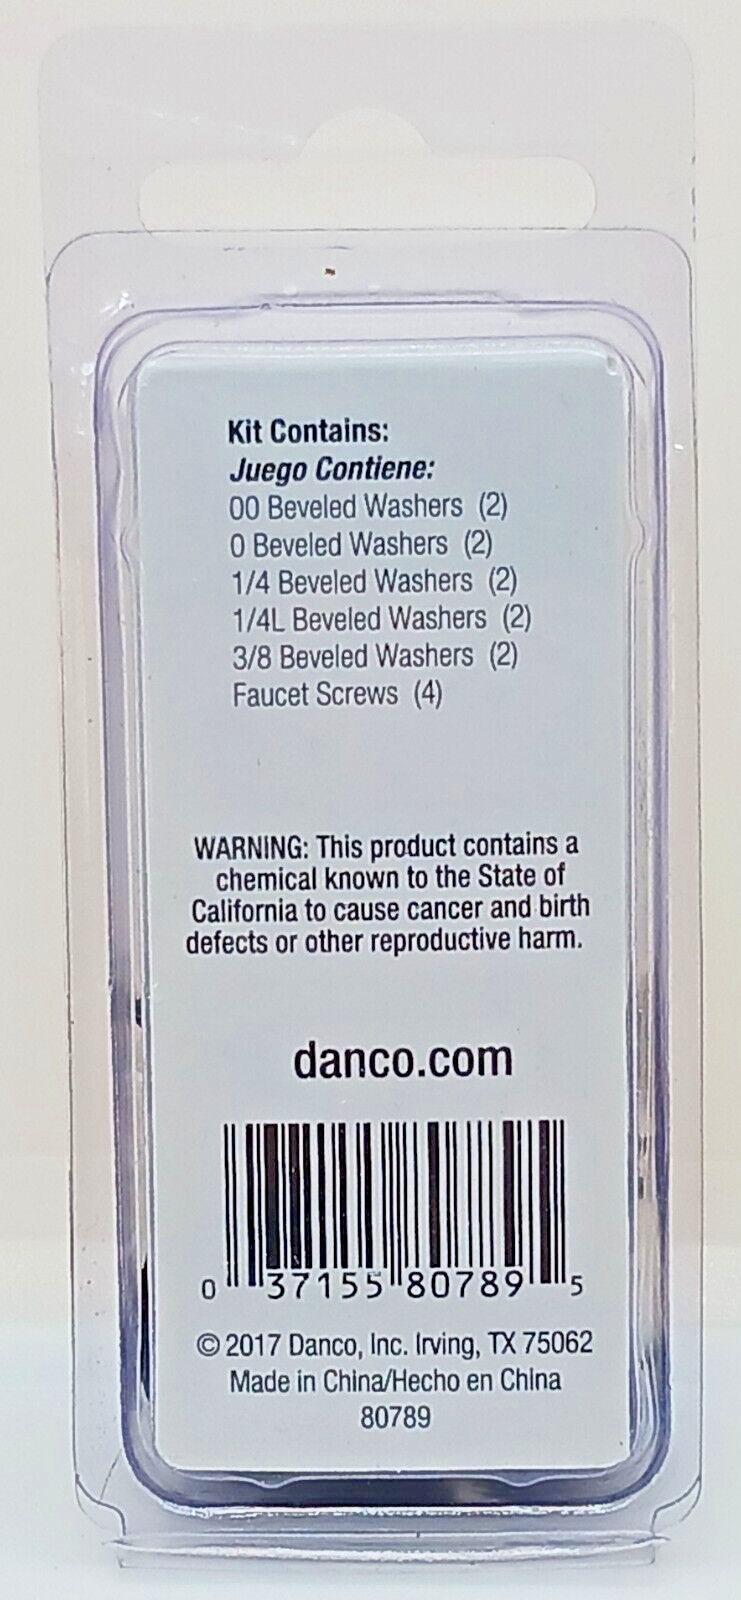 Kit Contains:
Juego Contiene:
00 Beveled Washers (2)
0 Beveled Washers (2)
1/4 Beveled Washers (2)
1/4L Beveled Washers (2)
3/8 Beveled Washers (2)
Faucet Screws (4)
WARNING: This product contains a
chemical known to the State of
California to cause cancer and birth
defects or other reproductive harm.
danco.com
0 37155 80789 5
© 2017 Danco, Inc. Irving, TX 75062
Made in China/Hecho en China
80789